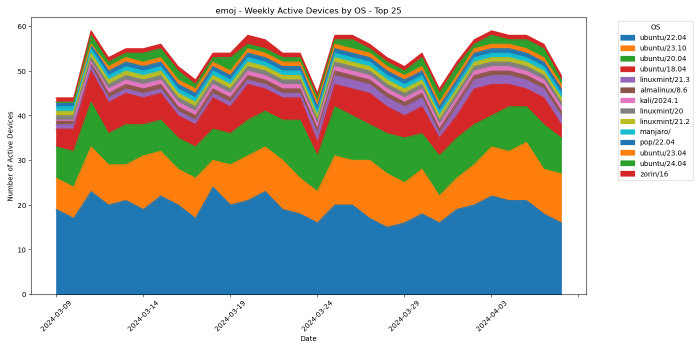 emoji - Weekly Active Devices by OS - Top 25
Number of Active Devices
60
50
40
30
20
10
0
2024-03-09
2024-03-14
2024-03-19
2024-03-24
2024-03-29
2024-04-03
Date
OS
ubuntu/22.04
ubuntu/23.10
ubuntu/20.04
ubuntu/18.04
linuxmint/21.3
almalinux/8.6
kali/2024.1
linuxmint/20
linuxmint/21.2
manjaro/
pop/22.04
ubuntu/23.04
ubuntu/24.04
zorin/16